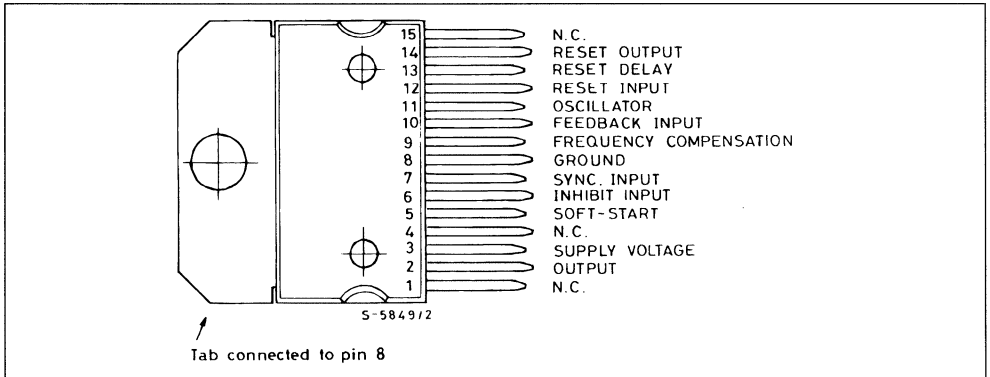 15 N.C.
14 RESET OUTPUT
13 RESET DELAY
12 RESET INPUT
11 OSCILLATOR
10 FEEDBACK INPUT
9 FREQUENCY COMPENSATION
8 GROUND
7 SYNC. INPUT
6 INHIBIT INPUT
5 SOFT-START
4 N.C.
3 SUPPLY VOLTAGE
2 OUTPUT
1 N.C.
S-5849/2
Tab connected to pin 8